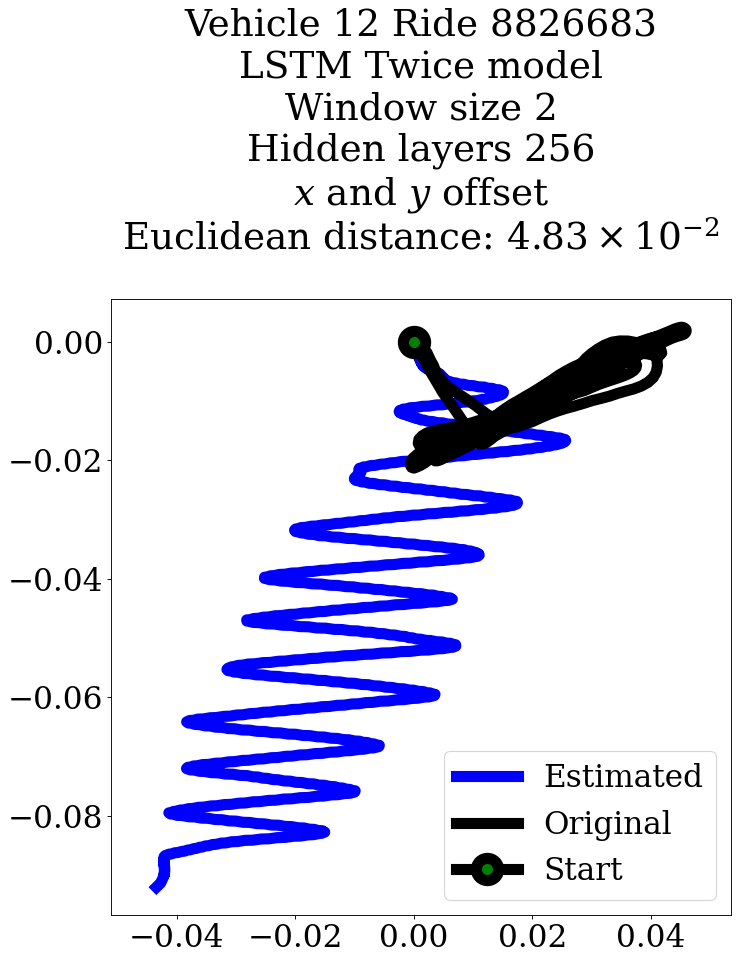 Vehicle 12 Ride 8826683
LSTM Twice model
Window size 2
Hidden layers 256
x and y offset
Euclidean distance: 4.83 × 10⁻²
0.00
−0.02
−0.04
−0.06
−0.08
Estimated
Original
Start
−0.04 −0.02 0.00 0.02 0.04